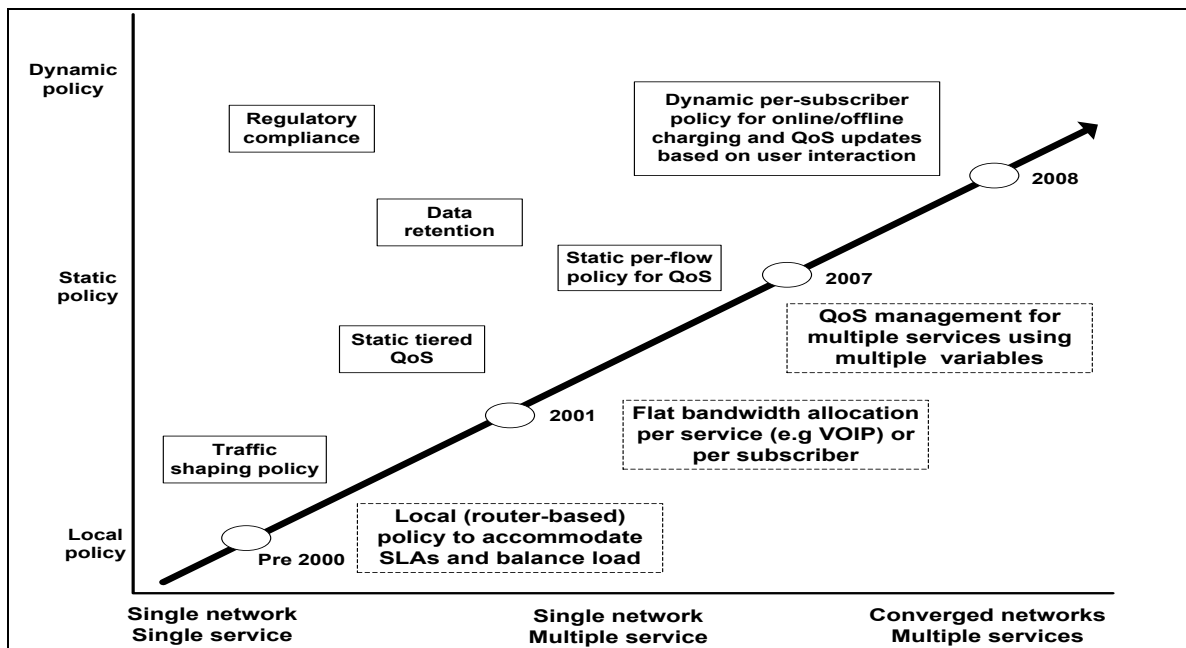 Dynamic
policy
Regulatory
compliance
Dynamic per-subscriber
policy for online/offline
charging and QoS updates
based on user interaction
2008
Data
retention
Static
policy
Static per-flow
policy for QoS
2007
QoS management for
multiple services using
multiple variables
Static tiered
QoS
2001
Flat bandwidth allocation
per service (e.g VOIP) or
per subscriber
Traffic
shaping policy
Local
policy
Pre 2000
Local (router-based)
policy to accommodate
SLAs and balance load
Single network
Single service
Single network
Multiple service
Converged networks
Multiple services